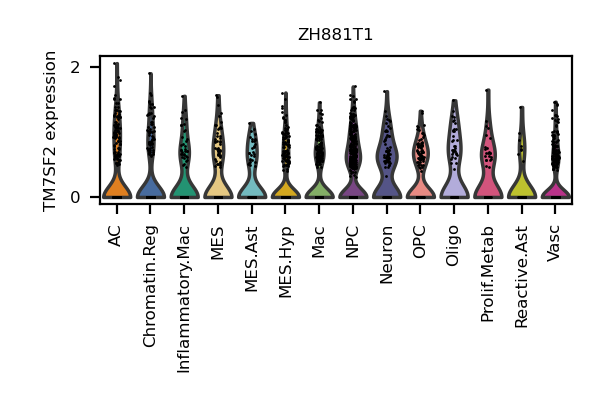 ZH881T1
TM7SF2 expression
2
0
AC
Chromatin.Reg
Inflammatory.Mac
MES
MES.Ast
MES.Hyp
Mac
NPC
Neuron
OPC
Oligo
Prolif.Metab
Reactive.Ast
Vasc